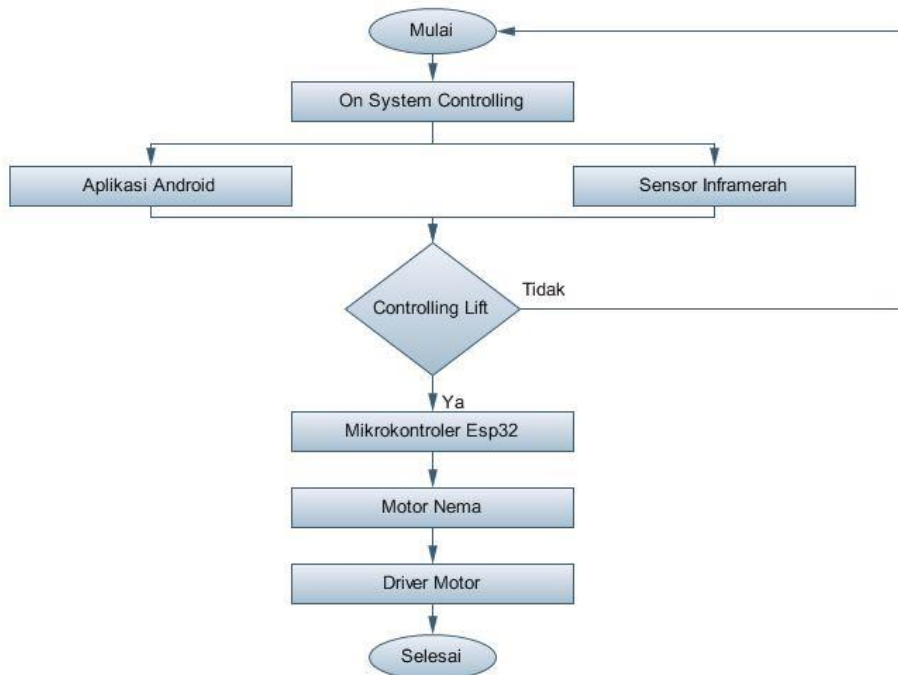 Mulai
On System Controlling
Aplikasi Android
Sensor Inframerah
Controlling Lift
Tidak
Ya
Mikrokontroler Esp32
Motor Nema
Driver Motor
Selesai